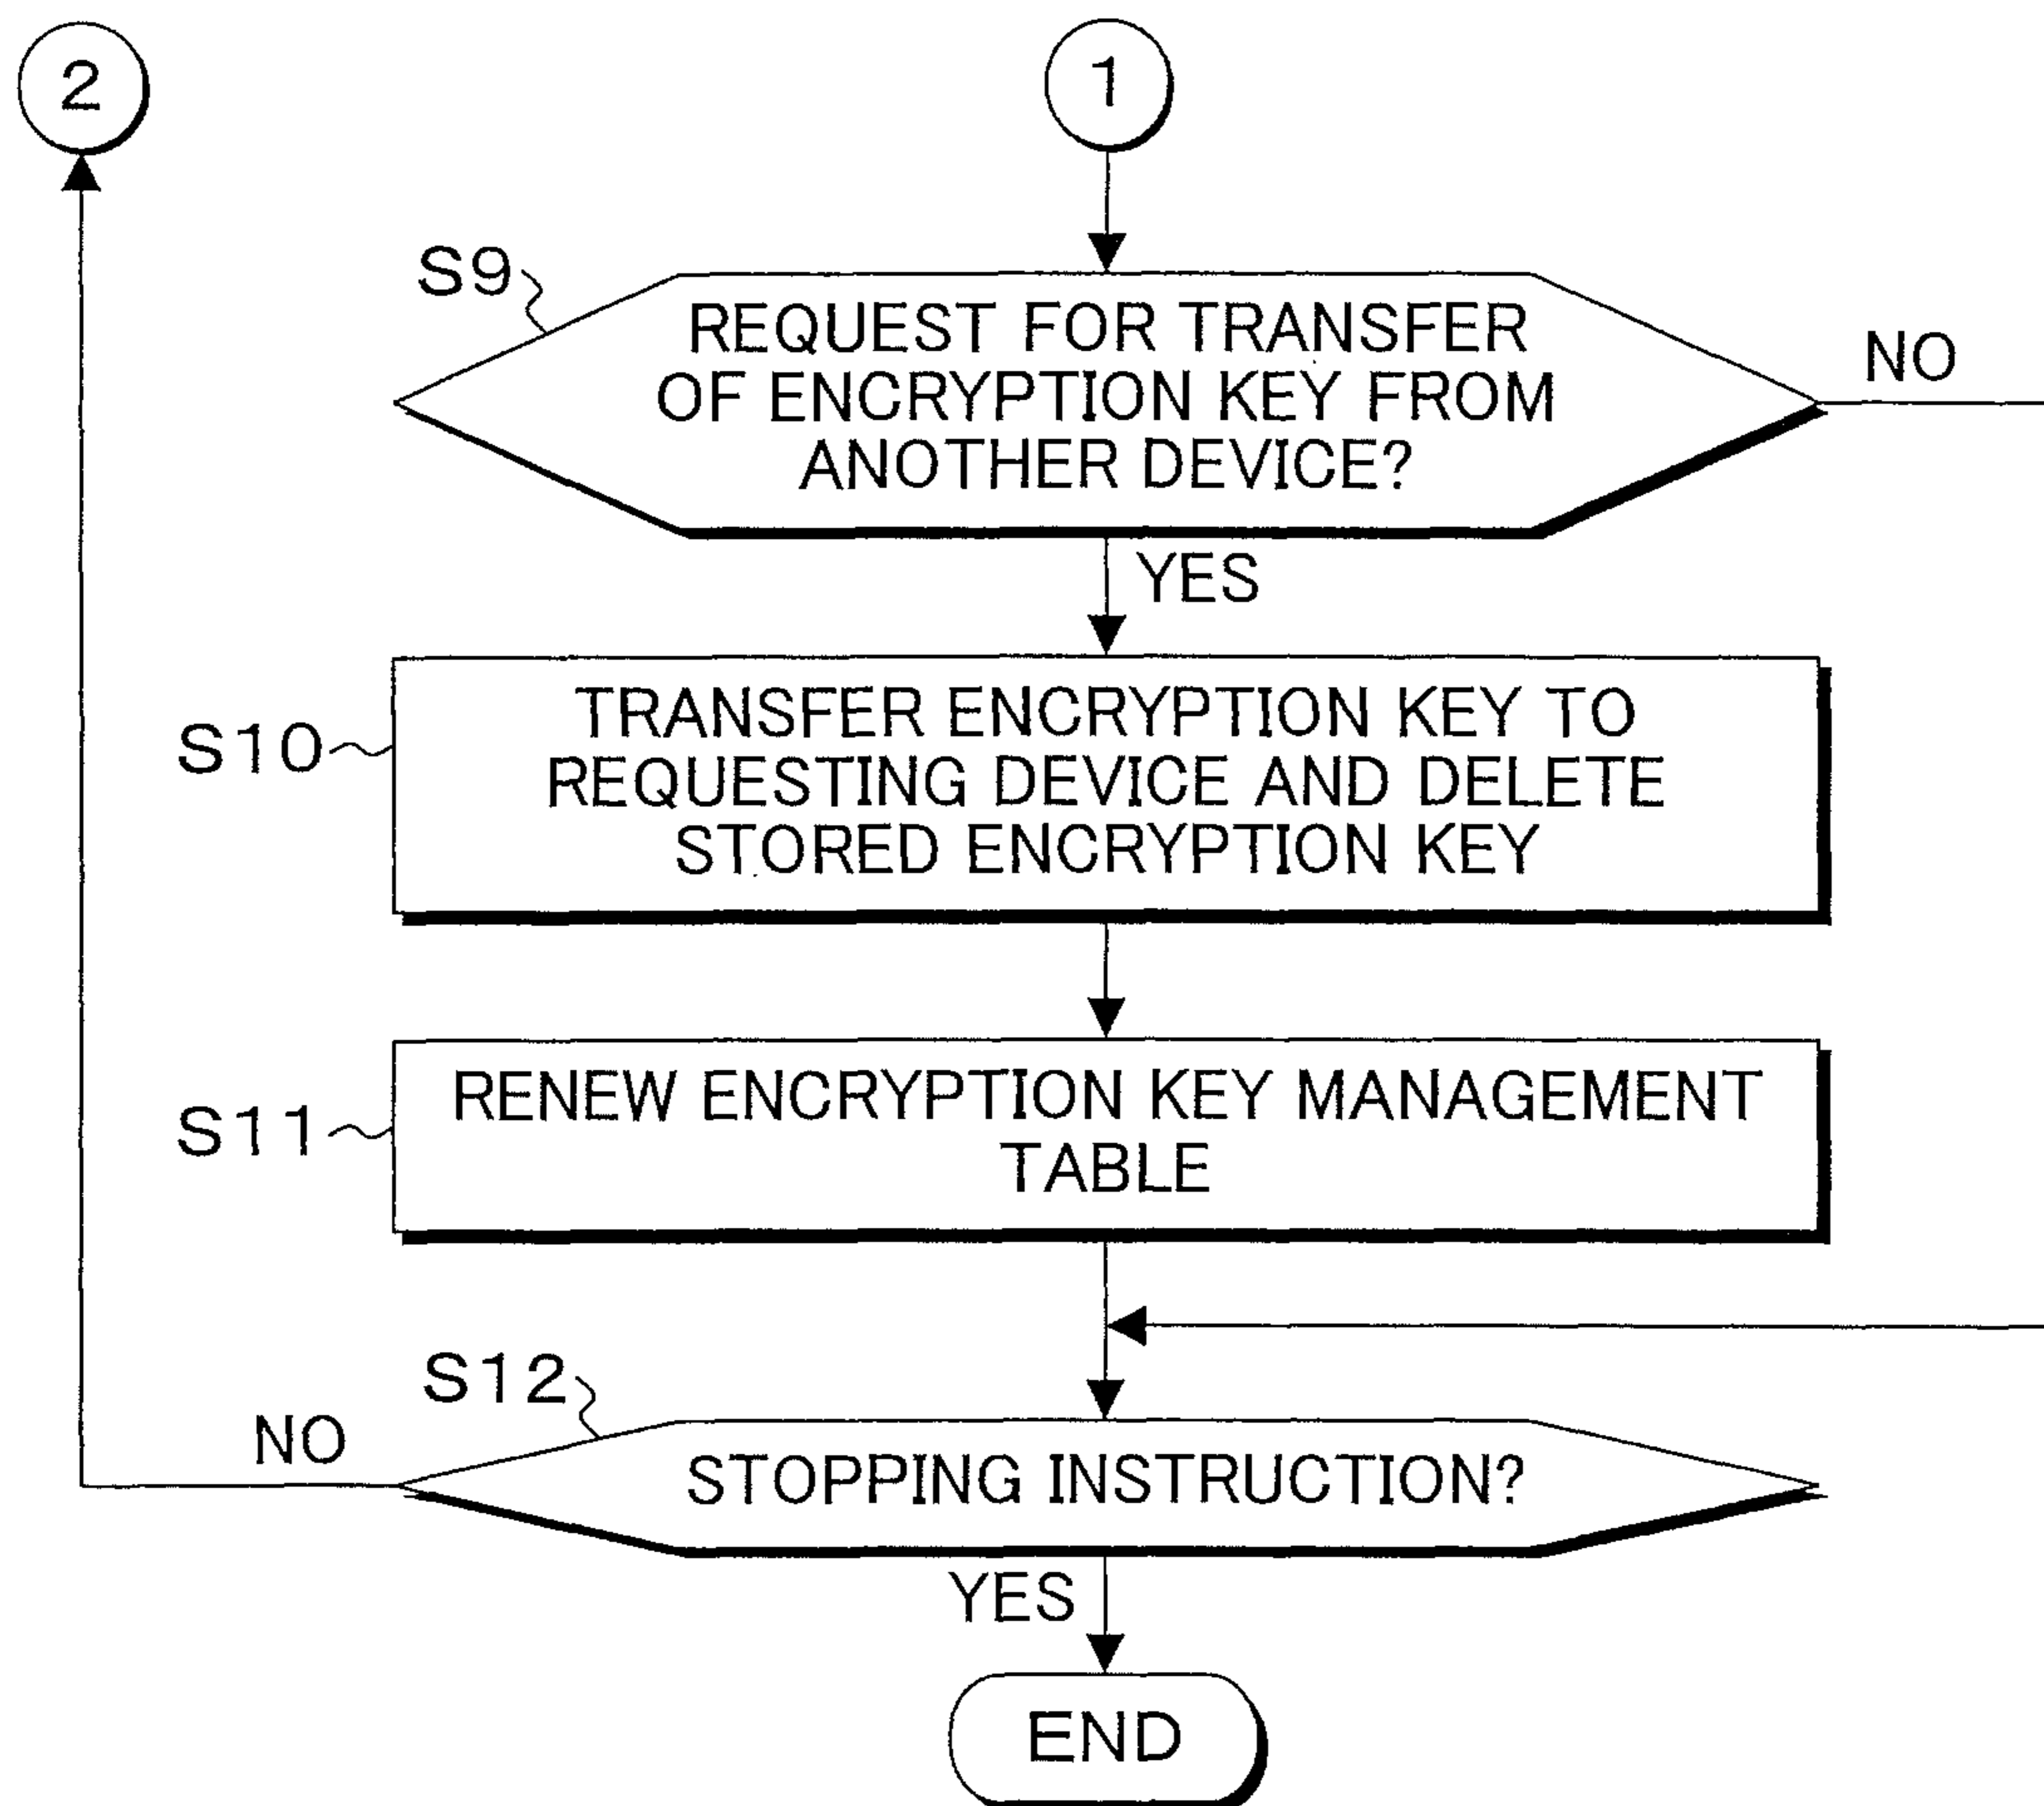 2
1
S9
REQUEST FOR TRANSFER
OF ENCRYPTION KEY FROM
ANOTHER DEVICE?
NO
YES
S10
TRANSFER ENCRYPTION KEY TO
REQUESTING DEVICE AND DELETE
STORED ENCRYPTION KEY
S11
RENEW ENCRYPTION KEY MANAGEMENT
TABLE
S12
NO
STOPPING INSTRUCTION?
YES
END